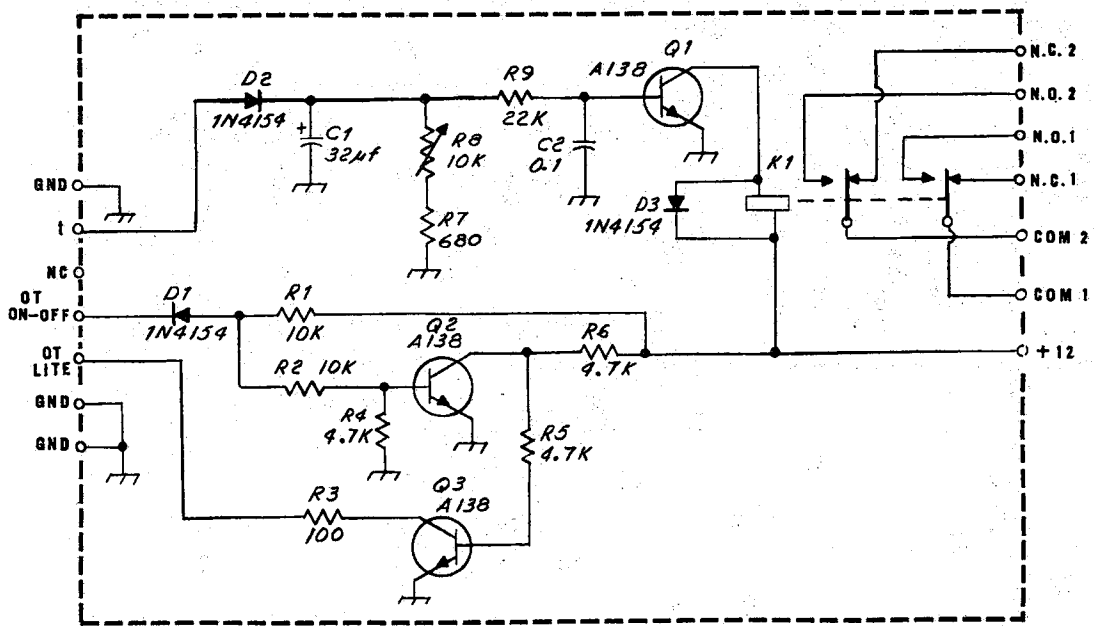 N.C. 2
Q1
A138
D2
1N4154
R9
22K
N.O. 2
+
C1
32µf
R8
10K
C2
0.1
N.O. 1
K1
GND
D3
1N4154
N.C. 1
R7
680
t
COM 2
NC
OT
ON-OFF
D1
1N4154
R1
10K
COM 1
Q2
A138
R6
4.7K
+12
OT
LITE
R2 10K
GND
R4
4.7K
R5
4.7K
GND
Q3
A138
R3
100